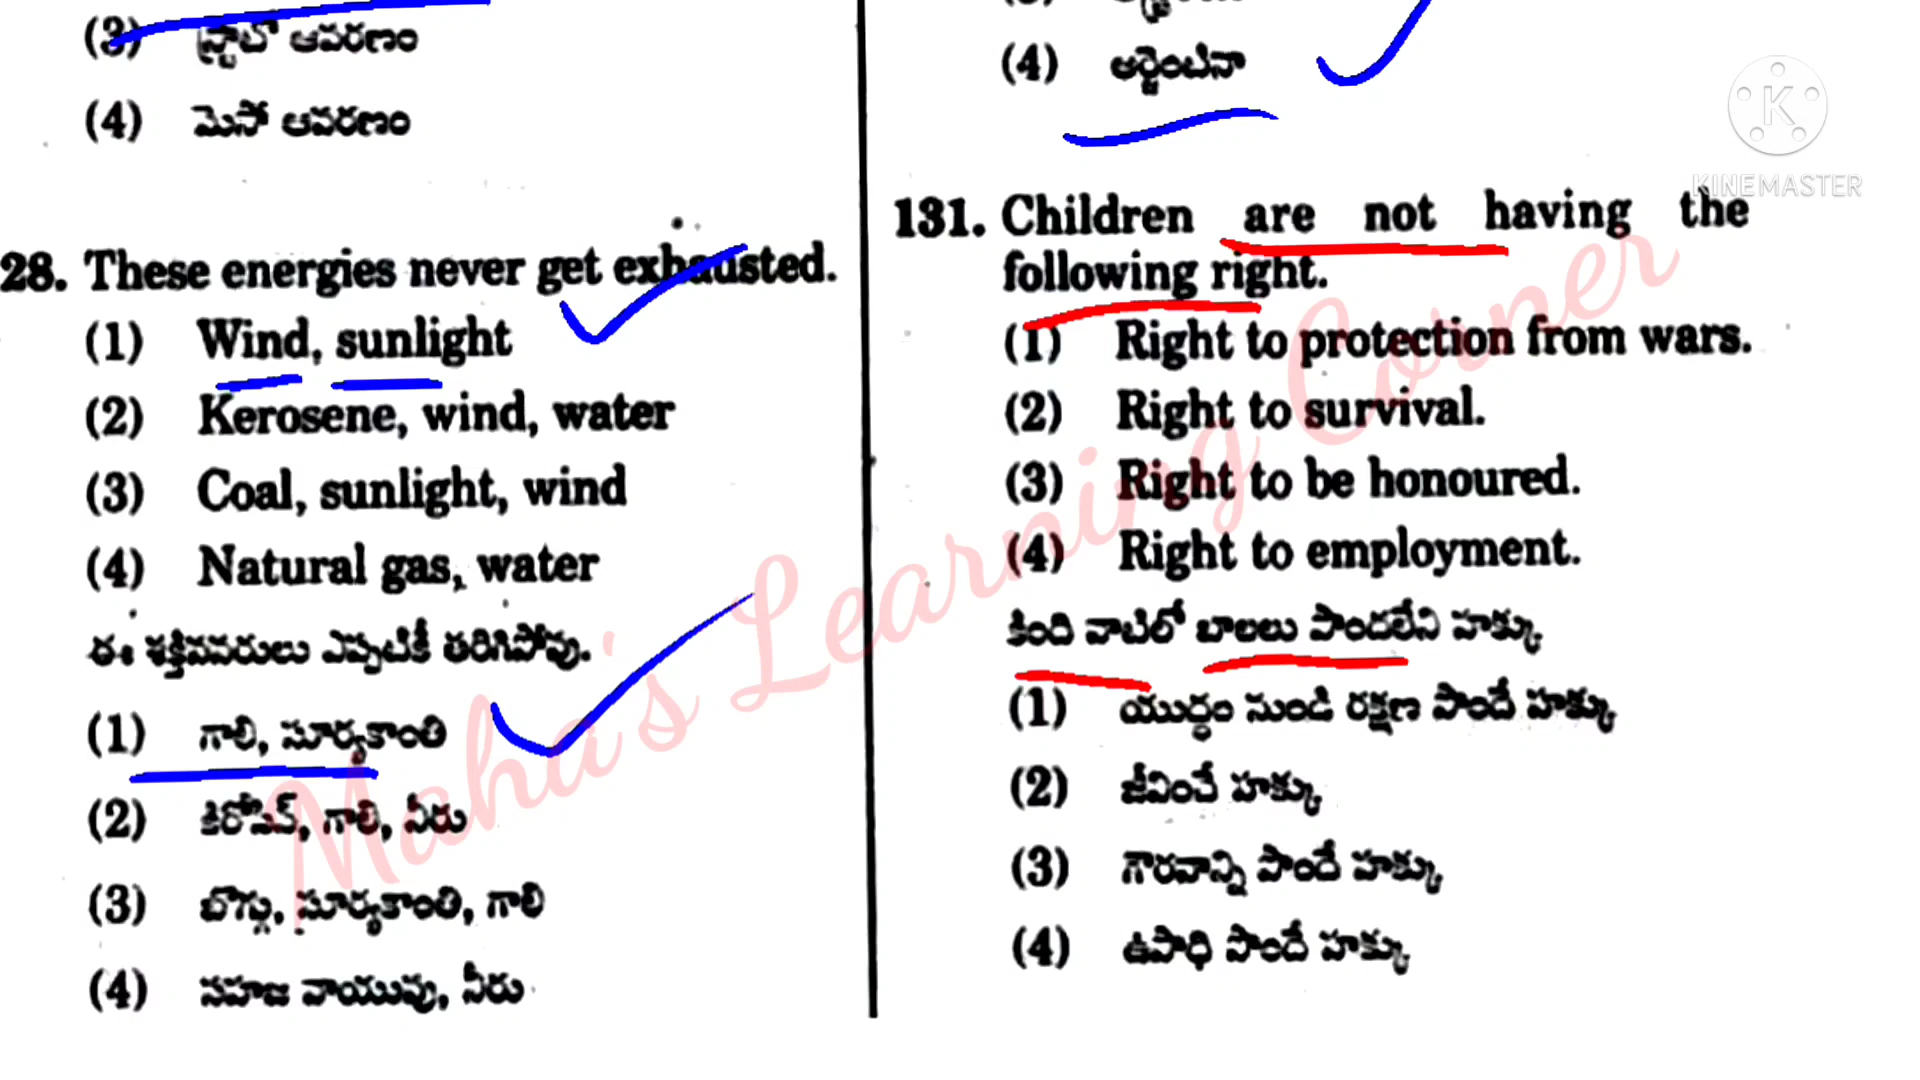 (3) స్ట్రాటో ఆవరణం
(4) మెసో ఆవరణం
28. These energies never get exhausted.
(1) Wind, sunlight
(2) Kerosene, wind, water
(3) Coal, sunlight, wind
(4) Natural gas, water
ఈ శక్తివనరులు ఎప్పటికీ తరిగిపోవు.
(1) గాలి, సూర్యకాంతి
(2) కిరోసిన్, గాలి, నీరు
(3) బొగ్గు, సూర్యకాంతి, గాలి
(4) సహజ వాయువు, నీరు
(4) అర్జెంటినా
131. Children are not having the
following right.
(1) Right to protection from wars.
(2) Right to survival.
(3) Right to be honoured.
(4) Right to employment.
కింది వాటిలో బాలలు పొందలేని హక్కు
(1) యుద్ధం నుండి రక్షణ పొందే హక్కు
(2) జీవించే హక్కు
(3) గౌరవాన్ని పొందే హక్కు
(4) ఉపాధి పొందే హక్కు
K
KINEMASTER
Maha's Learning Corner